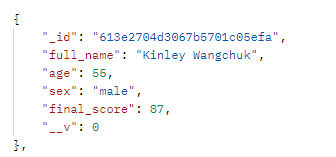 {
"_id": "613e2704d3067b5701c05efa",
"full_name": "Kinley Wangchuk",
"age": 55,
"sex": "male",
"final_score": 87,
"__v": 0
},